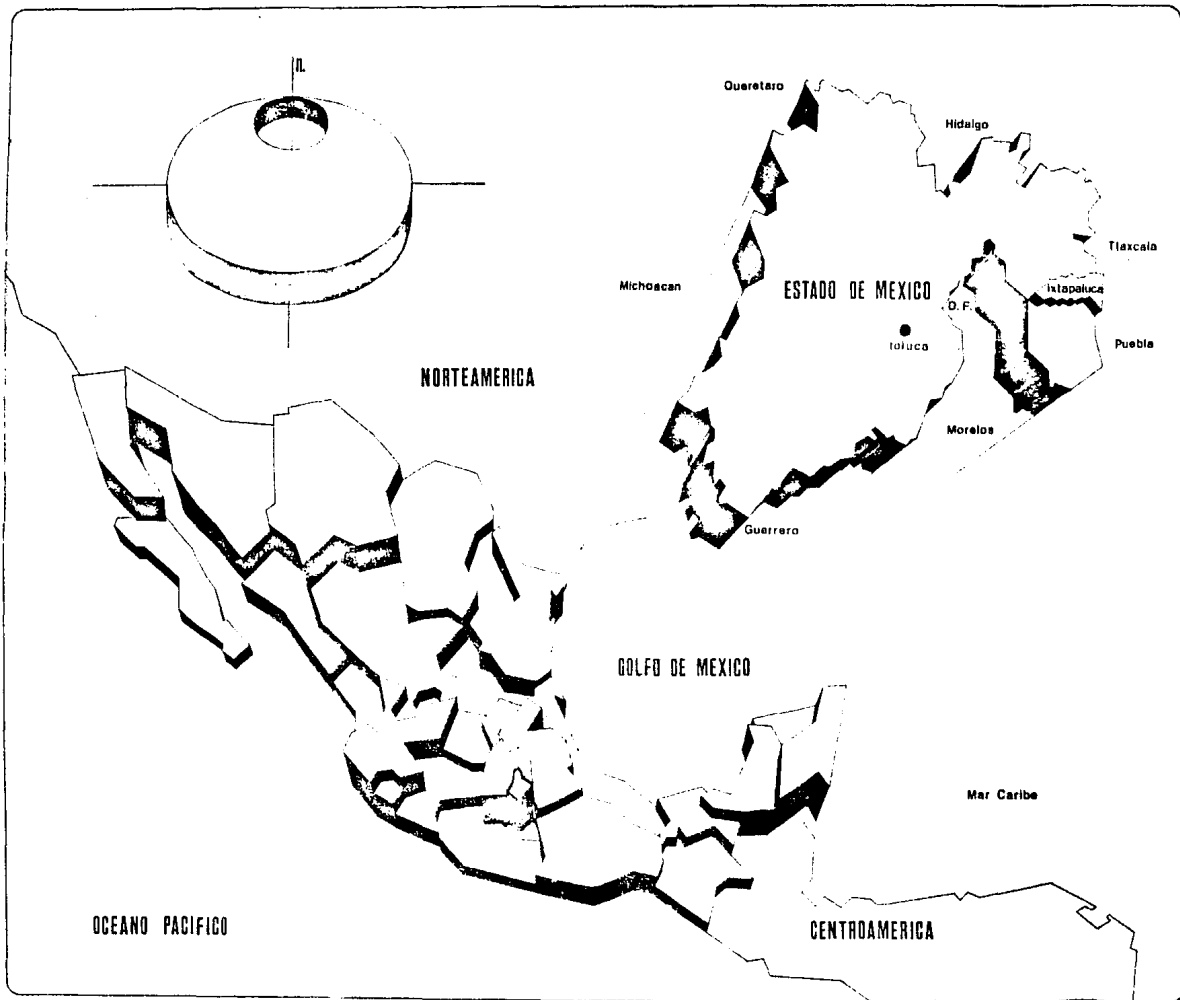 n.
Queretaro
Hidalgo
Tlaxcala
Michoacan
ESTADO DE MEXICO
Ixtapaluca
D. F.
toluca
Puebla
NORTEAMERICA
Morelos
Guerrero
GOLFO DE MEXICO
Mar Caribe
OCEANO PACIFICO
CENTROAMERICA